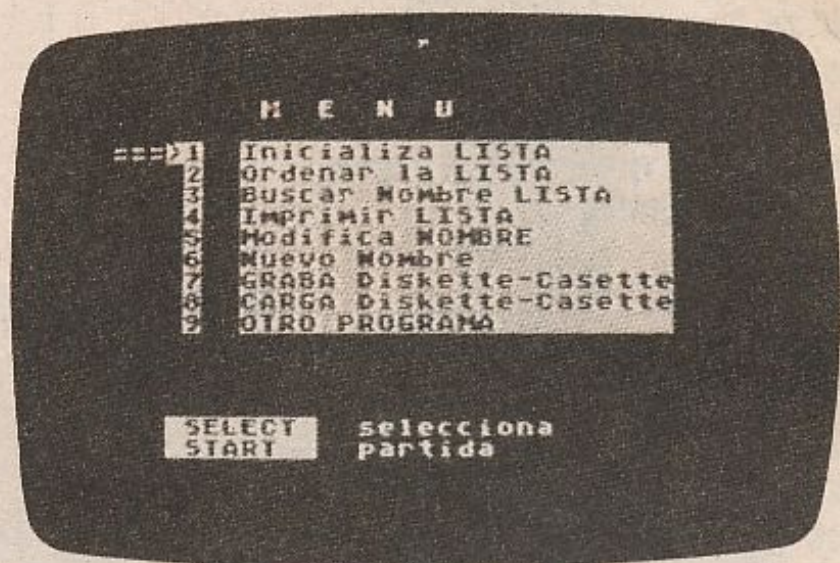 M E N U
===>1 Inicializa LISTA
2 Ordenar la LISTA
3 Buscar Nombre LISTA
4 Imprimir LISTA
5 Modifica NOMBRE
6 Nuevo Nombre
7 GRABA Diskette-Casette
8 CARGA Diskette-Casette
9 OTRO PROGRAMA
SELECT selecciona
START partida